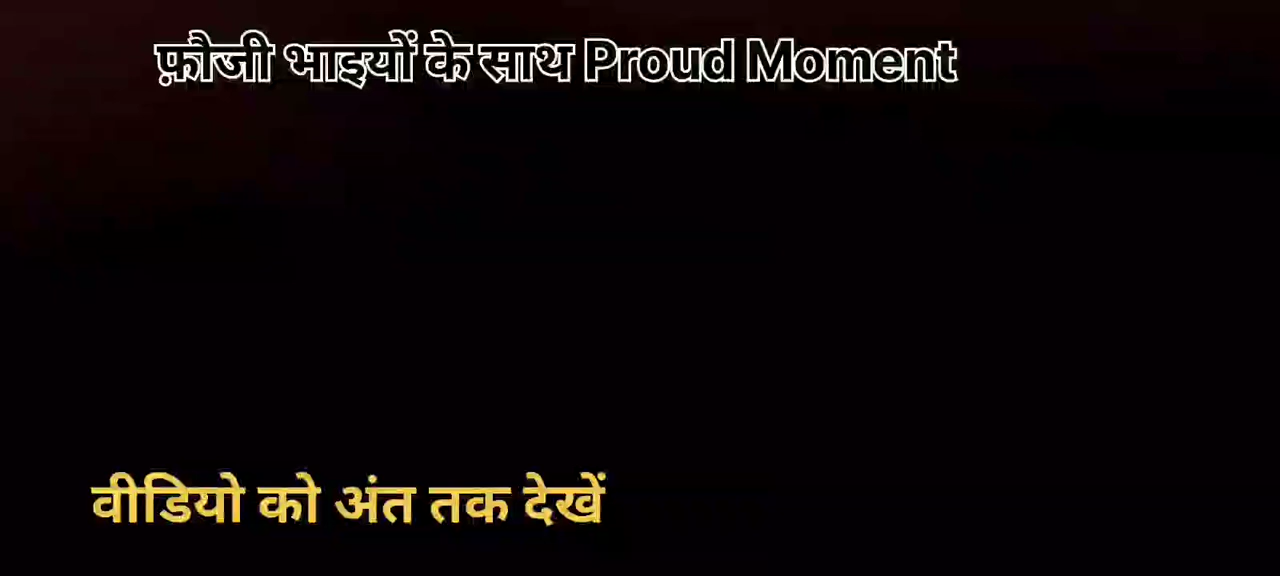 फ़ौजी भाइयों के साथ Proud Moment
वीडियो को अंत तक देखें